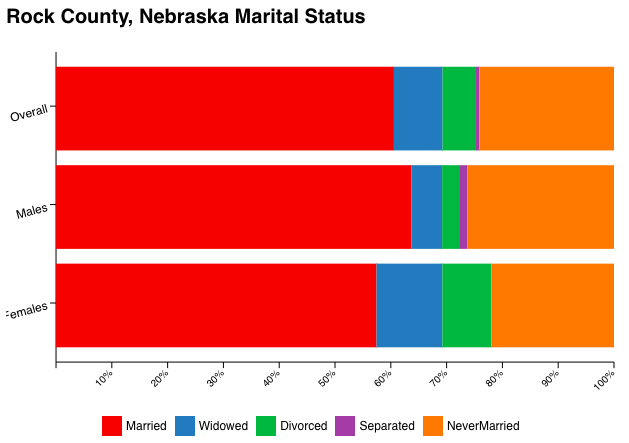 Rock County, Nebraska Marital Status
Overall
Males
Females
10% 20% 30% 40% 50% 60% 70% 80% 90% 100%
Married Widowed Divorced Separated NeverMarried